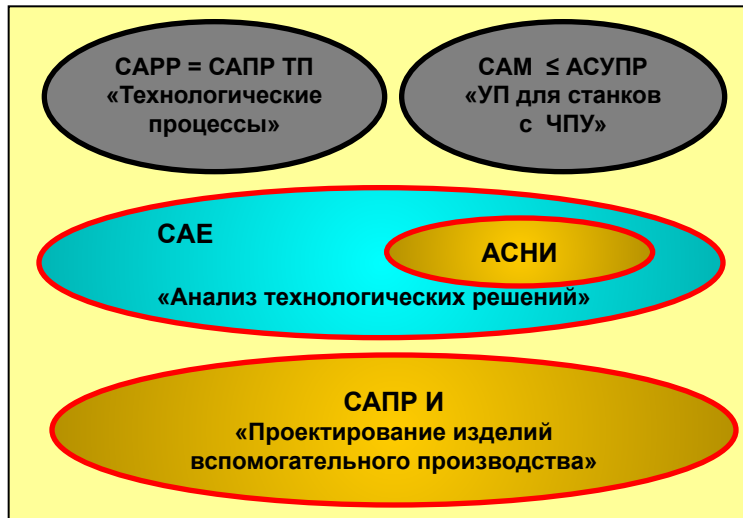 CAPP = САПР ТП
«Технологические
процессы»
CAM ≤ АСУПР
«УП для станков
с ЧПУ»
CAE
АСНИ
«Анализ технологических решений»
САПР И
«Проектирование изделий
вспомогательного производства»